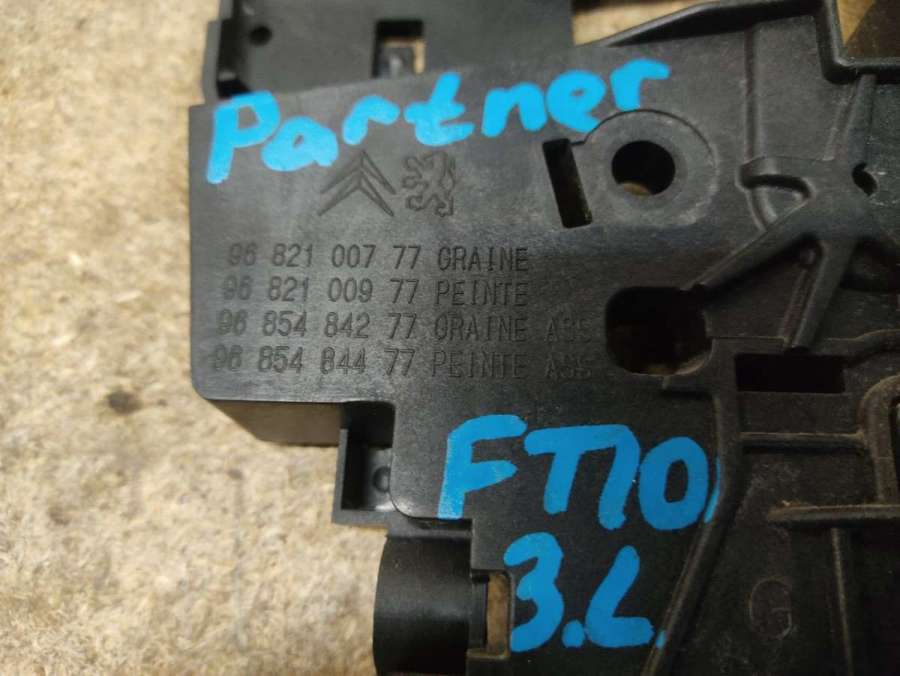 Partner
96 821 007 77 GRAINE
96 821 009 77 PEINTE
96 854 842 77 GRAINE ASS
96 854 844 77 PEINTE ASS
FT10
3.L.